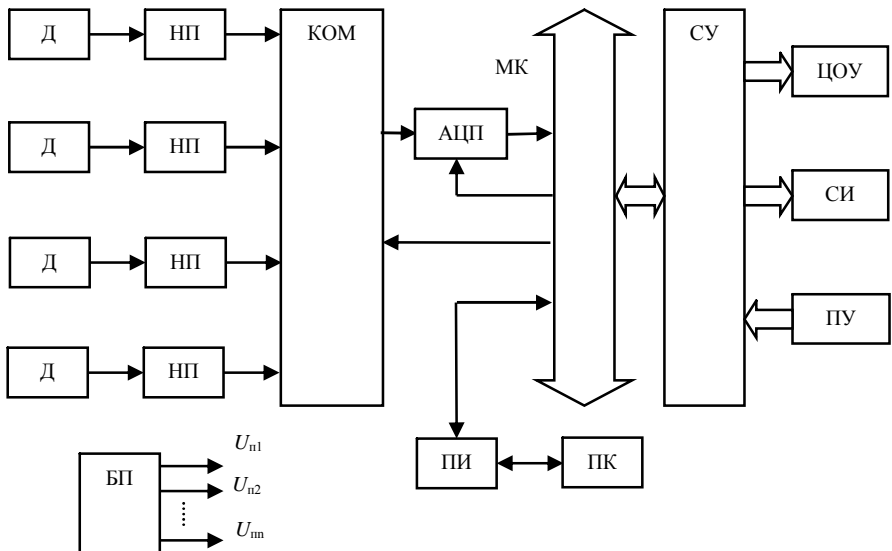 Д
НП
КОМ
МК
СУ
ЦОУ
АЦП
Д
НП
СИ
Д
НП
ПУ
Д
НП
БП
Uп1
Uп2
Uпn
ПИ
ПК